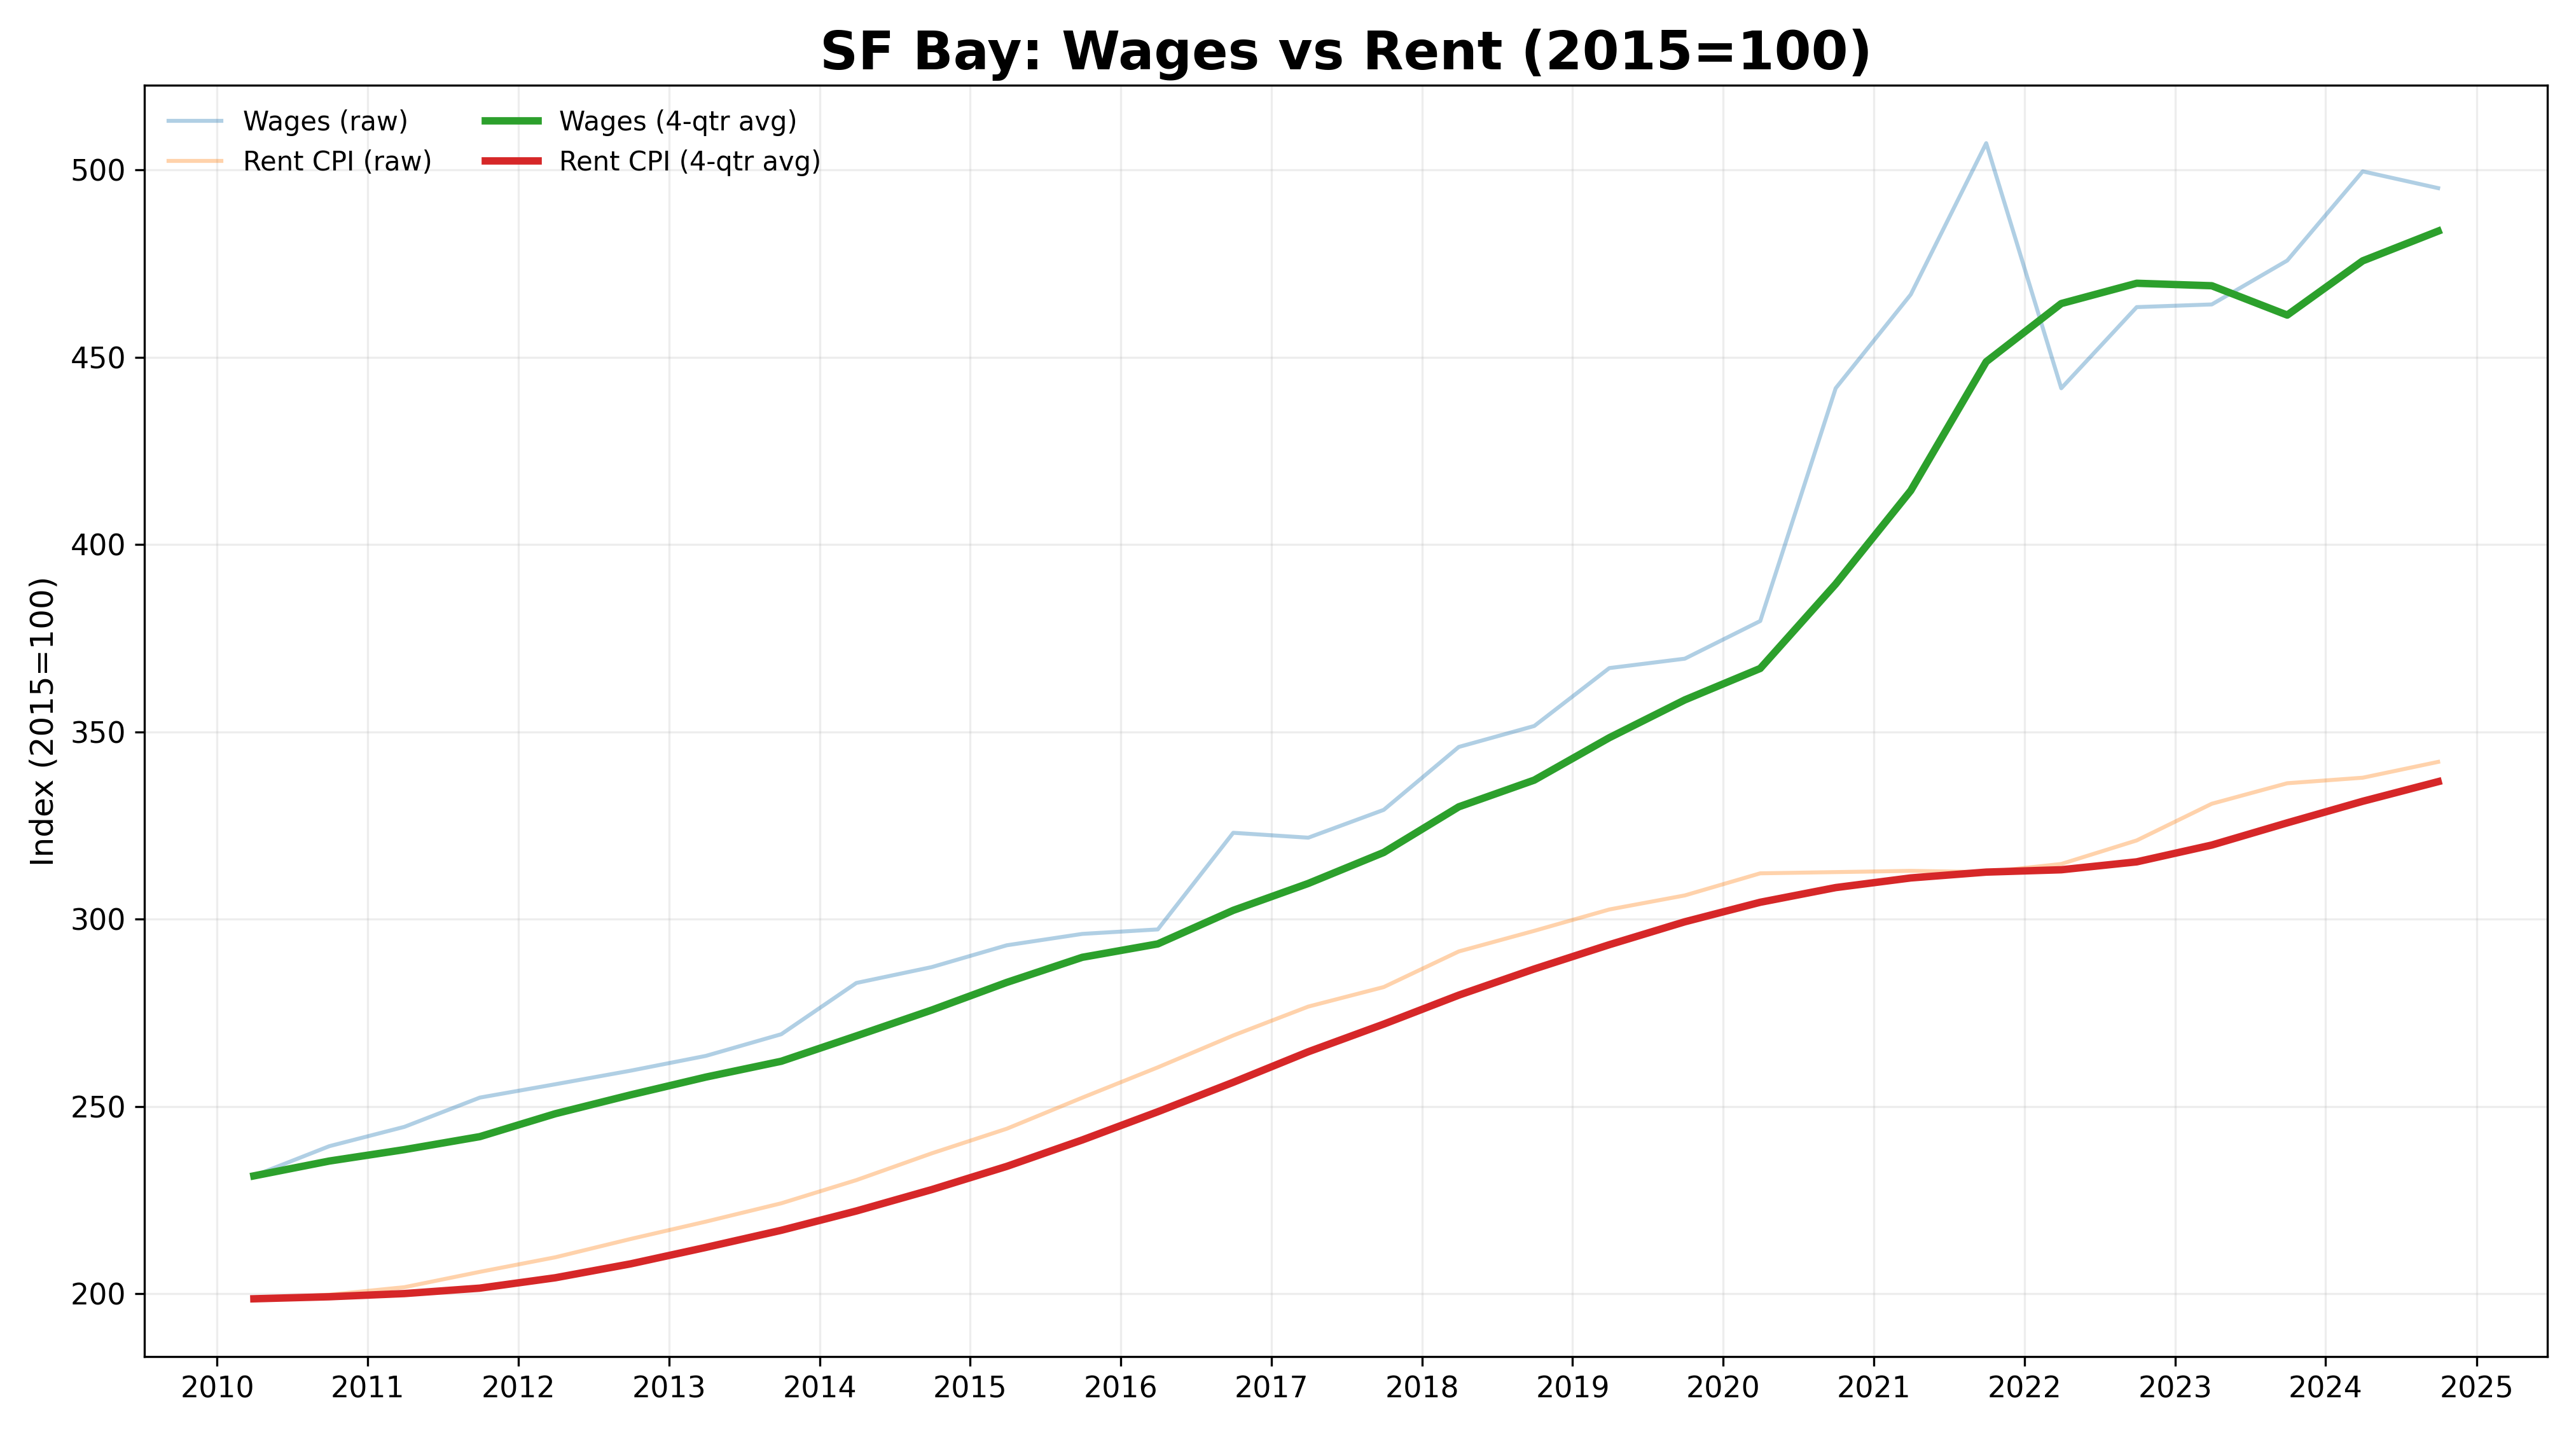 SF Bay: Wages vs Rent (2015=100)
Wages (raw)
Rent CPI (raw)
Wages (4-qtr avg)
Rent CPI (4-qtr avg)
Index (2015=100)
500
450
400
350
300
250
200
2010 2011 2012 2013 2014 2015 2016 2017 2018 2019 2020 2021 2022 2023 2024 2025